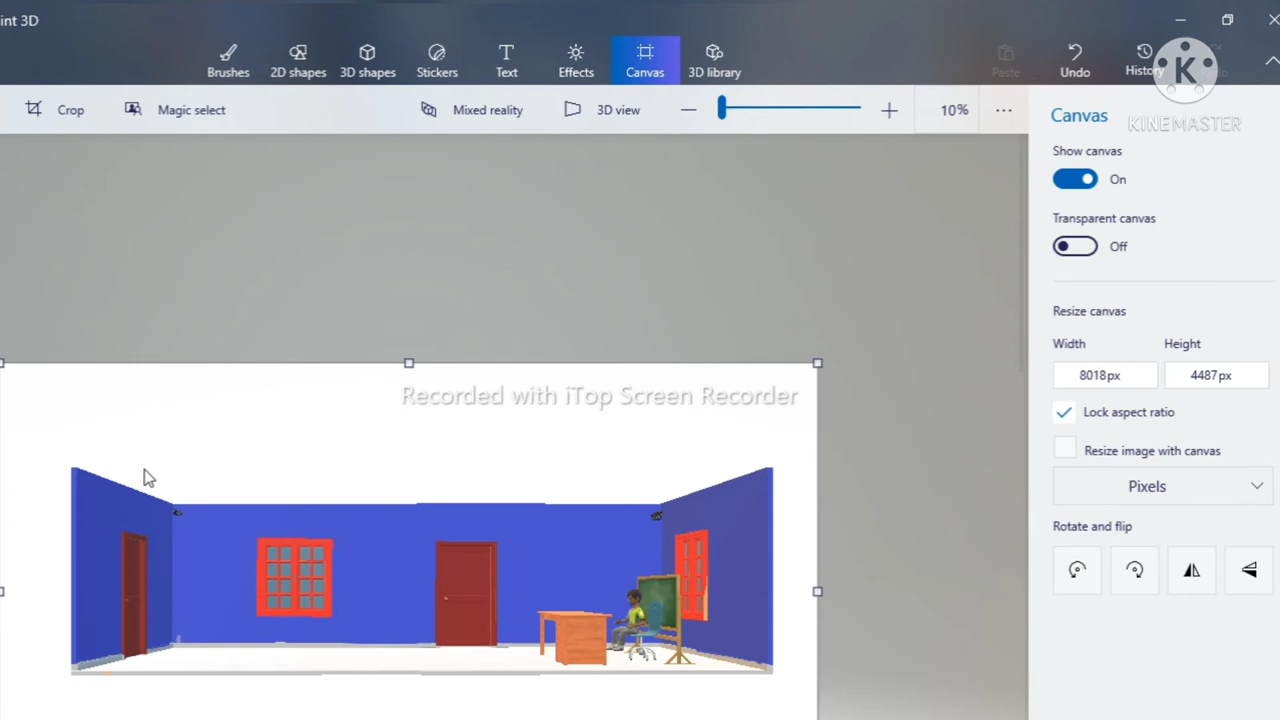 int 3D
Brushes
2D shapes
3D shapes
Stickers
Text
Effects
Canvas
3D library
Paste
Undo
History
Crop
Magic select
Mixed reality
3D view
10%
K
KINEMASTER
Canvas
Show canvas
On
Transparent canvas
Off
Resize canvas
Width Height
8018px 4487px
Lock aspect ratio
Resize image with canvas
Pixels
Rotate and flip
Recorded with iTop Screen Recorder